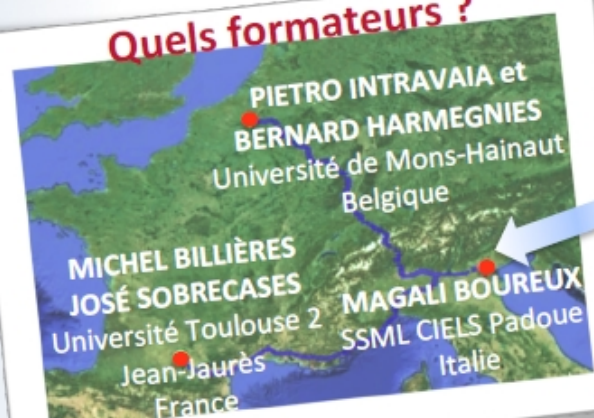 Quels formateurs ?
PIETRO INTRAVAIA et
BERNARD HARMEGNIES
Université de Mons-Hainaut
Belgique
MICHEL BILLIÈRES
JOSÉ SOBRECASES
Université Toulouse 2
Jean-Jaurès
France
MAGALI BOUREUX
SSML CIELS Padoue
Italie